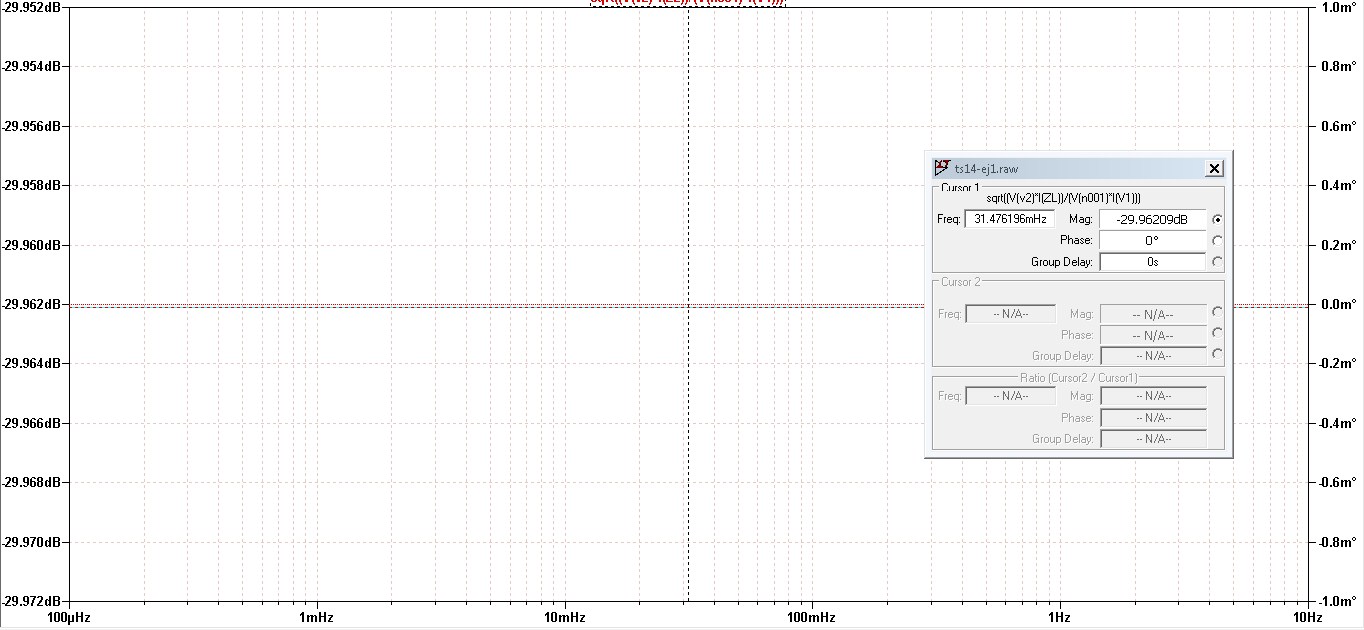 -29.952dB
1.0m°
-29.954dB
0.8m°
-29.956dB
0.6m°
-29.958dB
0.4m°
-29.960dB
0.2m°
-29.962dB
0.0m°
-29.964dB
-0.2m°
-29.966dB
-0.4m°
-29.968dB
-0.6m°
-29.970dB
-0.8m°
-29.972dB
-1.0m°
100µHz 1mHz 10mHz 100mHz 1Hz 10Hz
ts14-ej1.raw
Cursor 1
sqrt((V(v2)*I(ZL))/(V(n001)*I(V1)))
Freq: 31.476196mHz Mag: -29.96209dB
Phase: 0°
Group Delay: 0s
Cursor 2
Freq: -- N/A-- Mag: -- N/A--
Phase: -- N/A--
Group Delay: -- N/A--
Ratio (Cursor2 / Cursor1)
Freq: -- N/A-- Mag: -- N/A--
Phase: -- N/A--
Group Delay: -- N/A--